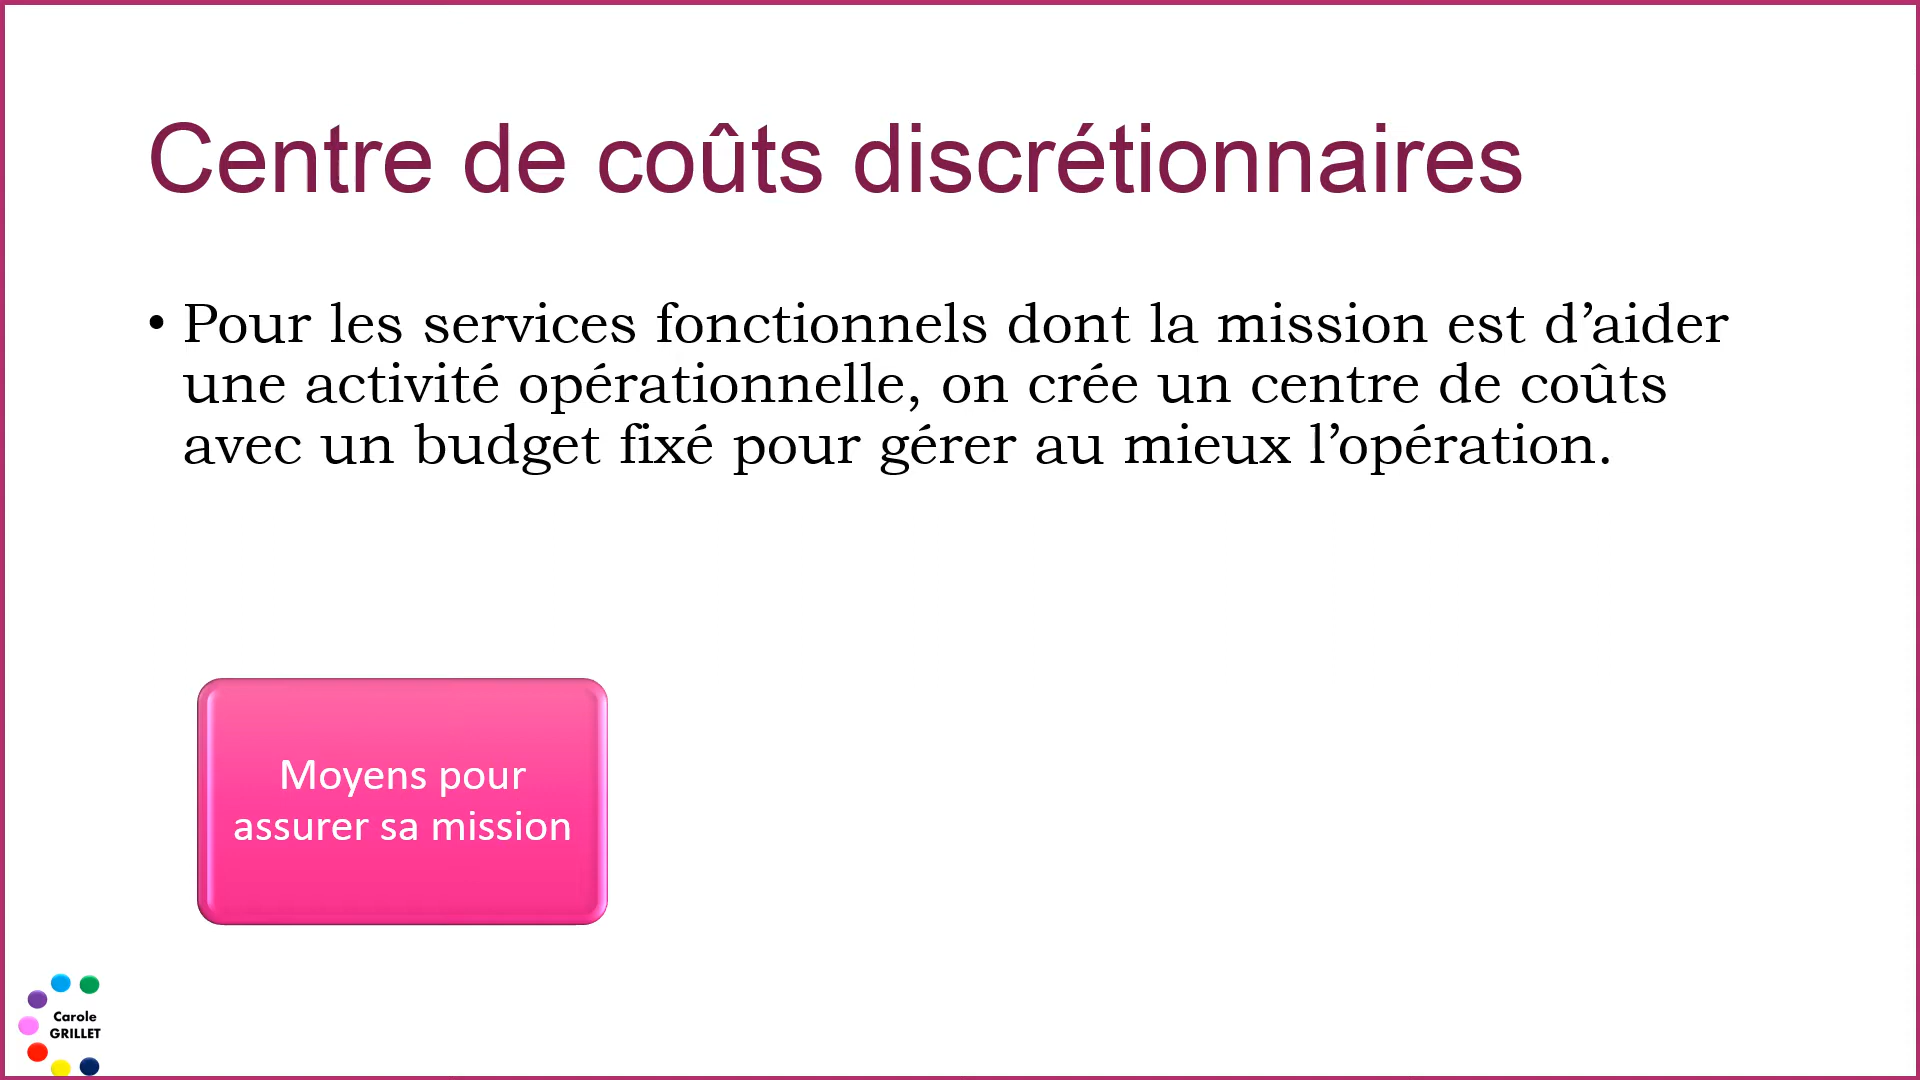 Centre de coûts discrétionnaires
• Pour les services fonctionnels dont la mission est d’aider
une activité opérationnelle, on crée un centre de coûts
avec un budget fixé pour gérer au mieux l’opération.
Moyens pour
assurer sa mission
Carole
GRILLET